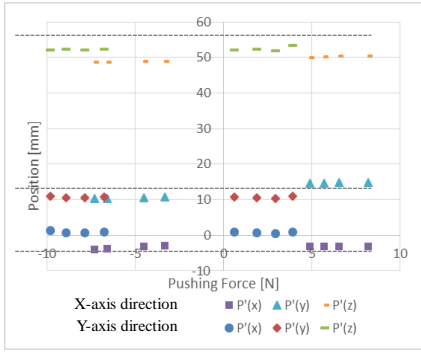 60
50
40
30
20
10
0
-10
-10 -5 0 5 10
Position [mm]
Pushing Force [N]
X-axis direction P'(x) P'(y) P'(z)
Y-axis direction P'(x) P'(y) P'(z)